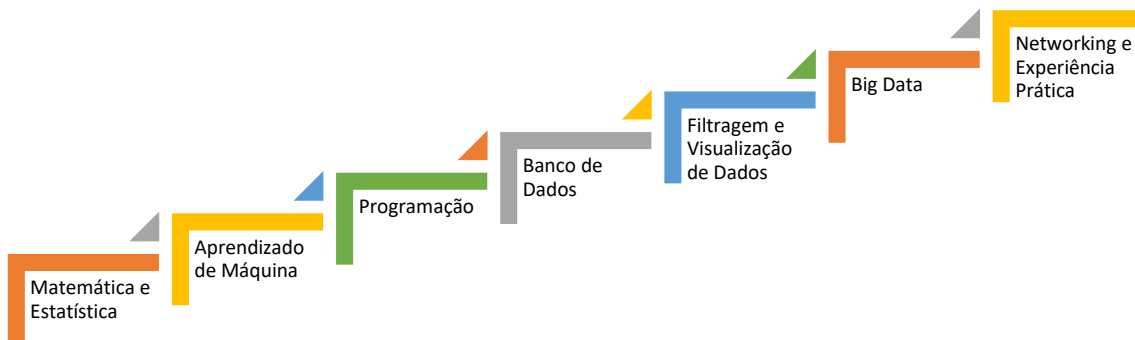 Matemática e
Estatística
Aprendizado
de Máquina
Programação
Banco de
Dados
Filtragem e
Visualização
de Dados
Big Data
Networking e
Experiência
Prática